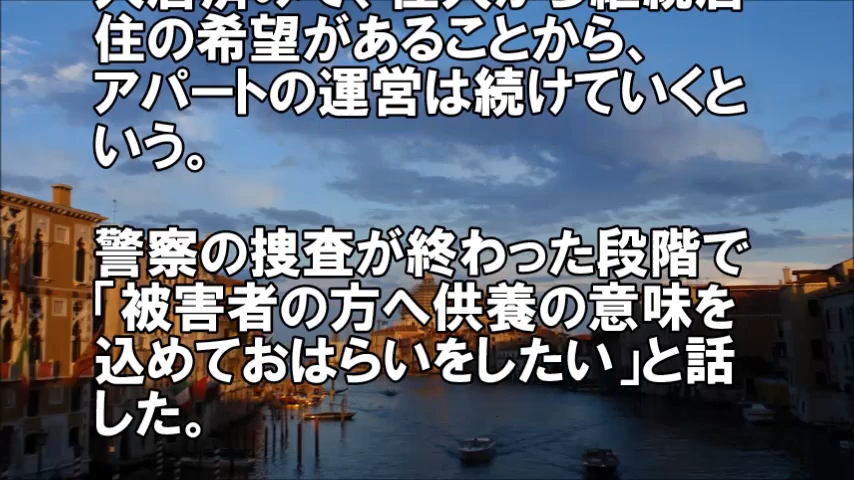 住の希望があることから、
アパートの運営は続けていくと
いう。
警察の捜査が終わった段階で
「被害者の方へ供養の意味を
込めておはらいをしたい」と話
した。